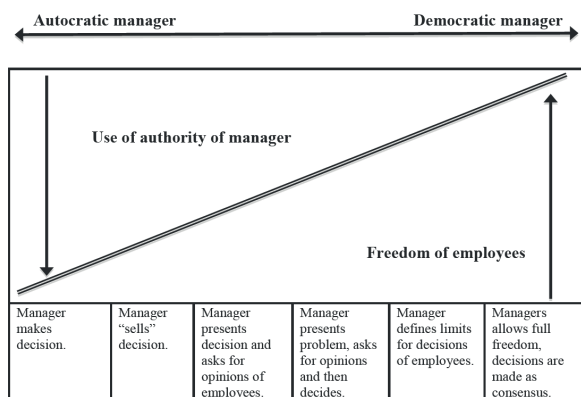 Autocratic manager
Democratic manager
Use of authority of manager
Freedom of employees
Manager
makes
decision.
Manager
“sells”
decision.
Manager
presents
decision and
asks for
opinions of
employees.
Manager
presents
problem, asks
for opinions
and then
decides.
Manager
defines limits
for decisions
of employees.
Managers
allows full
freedom,
decisions are
made as
consensus.